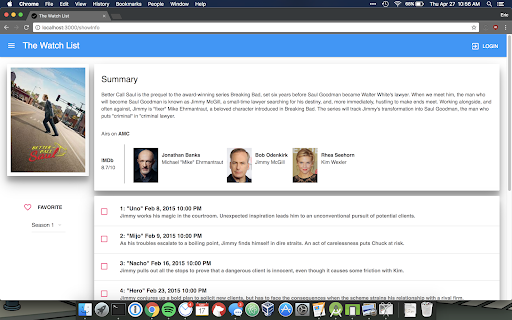 Chrome File Edit View History Bookmarks People Window Help
56% Thu Apr 27 10:56 AM
The Watch List
Eric
localhost:3000/showInfo
The Watch List
LOGIN
Summary
Better Call Saul is the prequel to the award-winning series Breaking Bad, set six years before Saul Goodman became Walter White's lawyer. When we meet him, the man who
will become Saul Goodman is known as Jimmy McGill, a small-time lawyer searching for his destiny, and, more immediately, hustling to make ends meet. Working alongside, and
often against, Jimmy is "fixer" Mike Ehrmantraut, a beloved character introduced in Breaking Bad. The series will track Jimmy's transformation into Saul Goodman, the man who
puts "criminal" in "criminal lawyer.
Airs on AMC
IMDb
8.7/10
Jonathan Banks
Michael "Mike" Ehrmantraut
Bob Odenkirk
Jimmy McGill
Rhea Seehorn
Kim Wexler
BETTER
CALL
Saul
FAVORITE
Season 1
1: "Uno" Feb 8, 2015 10:00 PM
Jimmy works his magic in the courtroom. Unexpected inspiration leads him to an unconventional pursuit of potential clients.
2: "Mijo" Feb 9, 2015 10:00 PM
As his troubles escalate to a boiling point, Jimmy finds himself in dire straits. An act of carelessness puts Chuck at risk.
3: "Nacho" Feb 16, 2015 10:00 PM
Jimmy pulls out all the stops to prove that a dangerous client is innocent, even though it causes some friction with Kim.
4: "Hero" Feb 23, 2015 10:00 PM
Jimmy conjures up a bold plan to solicit new clients, but has to face the consequences when the scheme strains his relationship with a rival firm.